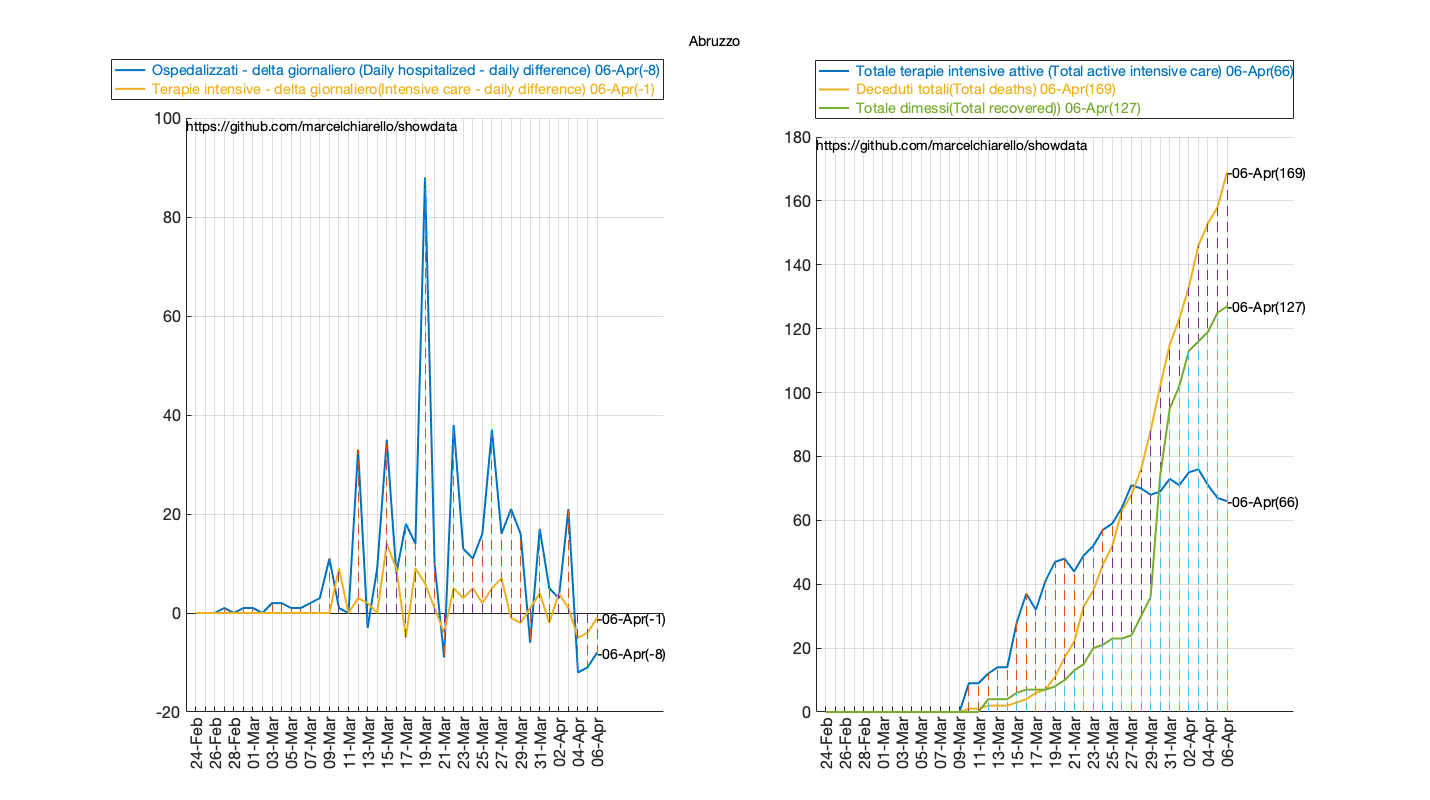 Abruzzo
Ospedalizzati - delta giornaliero (Daily hospitalized - daily difference) 06-Apr(-8)
Terapie intensive - delta giornaliero(Intensive care - daily difference) 06-Apr(-1)
https://github.com/marcelchiarello/showdata
100
80
60
40
20
0
-20
-06-Apr(-1)
-06-Apr(-8)
24-Feb
26-Feb
28-Feb
01-Mar
03-Mar
05-Mar
07-Mar
09-Mar
11-Mar
13-Mar
15-Mar
17-Mar
19-Mar
21-Mar
23-Mar
25-Mar
27-Mar
29-Mar
31-Mar
02-Apr
04-Apr
06-Apr
Totale terapie intensive attive (Total active intensive care) 06-Apr(66)
Deceduti totali(Total deaths) 06-Apr(169)
Totale dimessi(Total recovered)) 06-Apr(127)
https://github.com/marcelchiarello/showdata
180
160
140
120
100
80
60
40
20
0
-06-Apr(169)
-06-Apr(127)
-06-Apr(66)
24-Feb
26-Feb
28-Feb
01-Mar
03-Mar
05-Mar
07-Mar
09-Mar
11-Mar
13-Mar
15-Mar
17-Mar
19-Mar
21-Mar
23-Mar
25-Mar
27-Mar
29-Mar
31-Mar
02-Apr
04-Apr
06-Apr